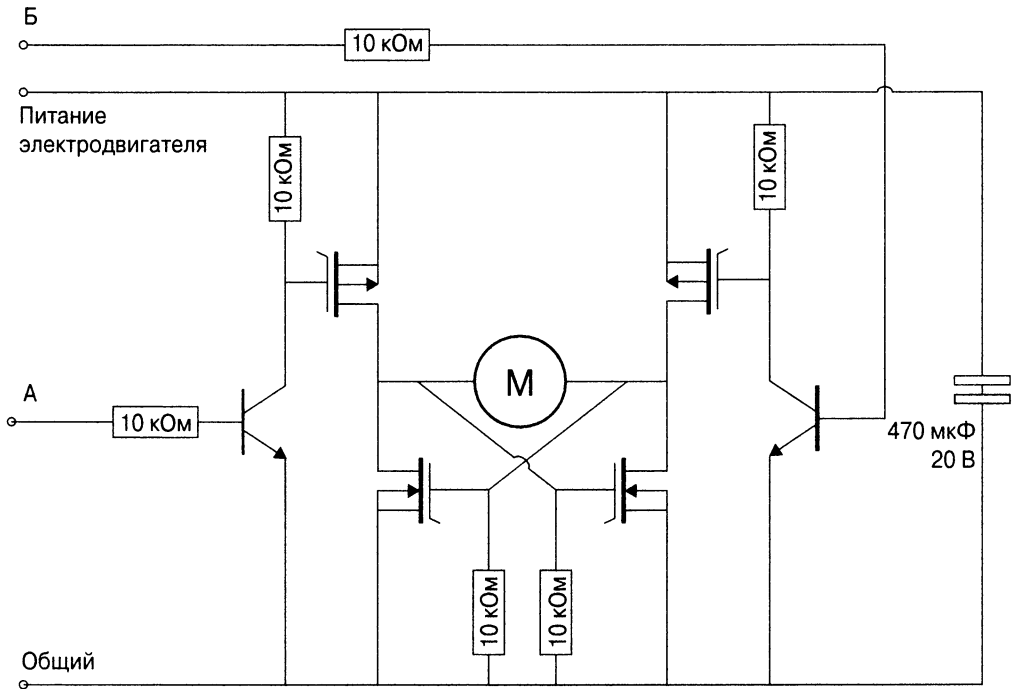 Б
10 кОм
Питание
электродвигателя
10 кОм
10 кОм
М
А
10 кОм
470 мкФ
20 В
10 кОм
10 кОм
Общий